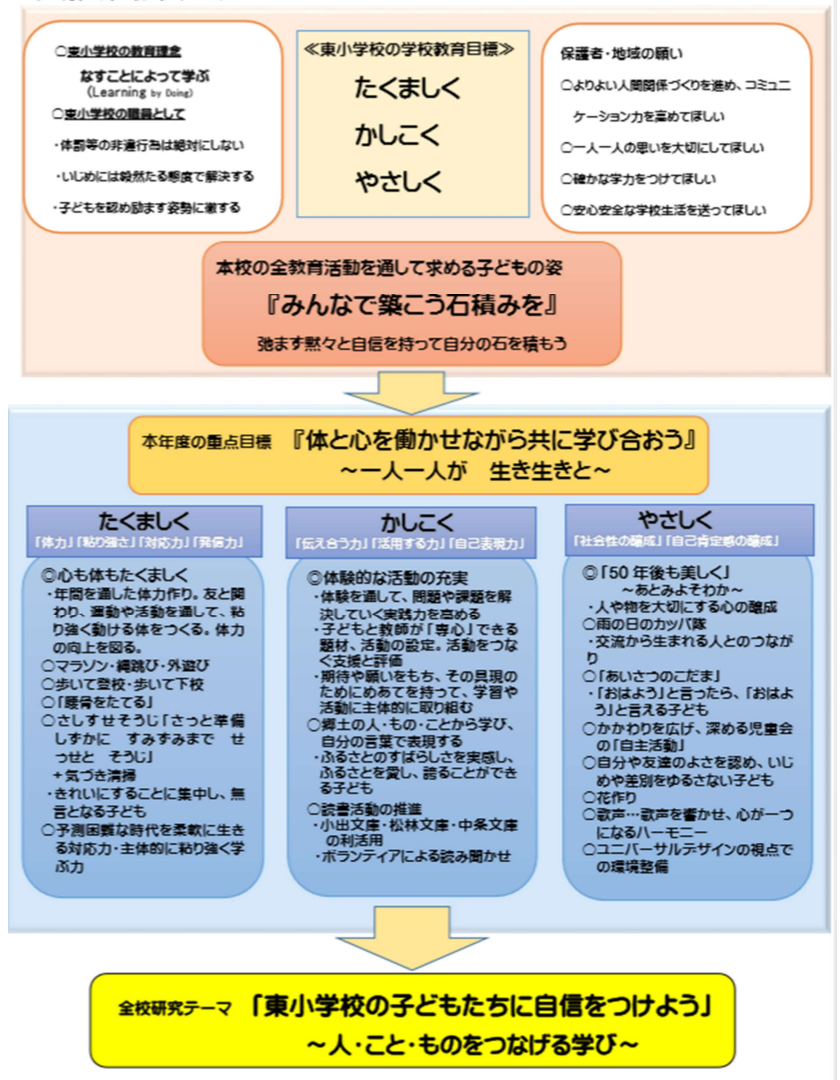 ○東小学校の教育理念
なすことによって学ぶ
(Learning by Doing)
○東小学校の職員として
・体罰等の非違行為は絶対にしない
・いじめには毅然たる態度で解決する
・子どもを認め励ます姿勢に徹する
≪東小学校の学校教育目標≫
たくましく
かしこく
やさしく
保護者・地域の願い
○よりよい人間関係づくりを進め、コミュニ
ケーション力を高めてほしい
○一人一人の思いを大切にしてほしい
○確かな学力をつけてほしい
○安心安全な学校生活を送ってほしい
本校の全教育活動を通して求める子どもの姿
『みんなで築こう石積みを』
弛ます黙々と自信を持って自分の石を積もう
本年度の重点目標 『体と心を働かせながら共に学び合おう』
～一人一人が 生き生きと～
たくましく
「体力」「粘り強さ」「対応力」「発信力」
◎心も体もたくましく
・年間を通した体力作り。友と関
わり、運動や活動を通して、粘
り強く動ける体をつくる。体力
の向上を図る。
○マラソン・縄跳び・外遊び
○歩いて登校・歩いて下校
○「腰骨をたてる」
○さしすせそうじ「さっと準備
しずかに すみずみまで せ
っせと そうじ」
+気づき清掃
・きれいにすることに集中し、無
言となる子ども
○予測困難な時代を柔軟に生き
る対応力・主体的に粘り強く学
ぶ力
かしこく
「伝え合う力」「活用する力」「自己表現力」
◎体験的な活動の充実
・体験を通して、問題や課題を解
決していく実践力を高める
・子どもと教師が「専心」できる
題材、活動の設定。活動をつな
ぐ支援と評価
・期待や願いをもち、その具現の
ためにめあてを持って、学習や
活動に主体的に取り組む
○郷土の人・もの・ことから学び、
自分の言葉で表現する
・ふるさとのすばらしさを実感し、
ふるさとを愛し、誇ることができ
る子ども
○読書活動の推進
・小出文庫・松林文庫・中条文庫
の利活用
・ボランティアによる読み聞かせ
やさしく
「社会性の醸成」「自己肯定感の醸成」
◎「50年後も美しく」
～あとみよそわか～
・人や物を大切にする心の醸成
○雨の日のカッパ隊
・交流から生まれる人とのつなが
り
○「あいさつのこだま」
・「おはよう」と言ったら、「おはよ
う」と言える子ども
○かかわりを広げ、深める児童会
の「自主活動」
○自分や友達のよさを認め、いじ
めや差別をゆるさない子ども
○花作り
○歌声…歌声を響かせ、心が一つ
になるハーモニー
○ユニバーサルデザインの視点で
の環境整備
全校研究テーマ 「東小学校の子どもたちに自信をつけよう」
～人・こと・ものをつなげる学び～